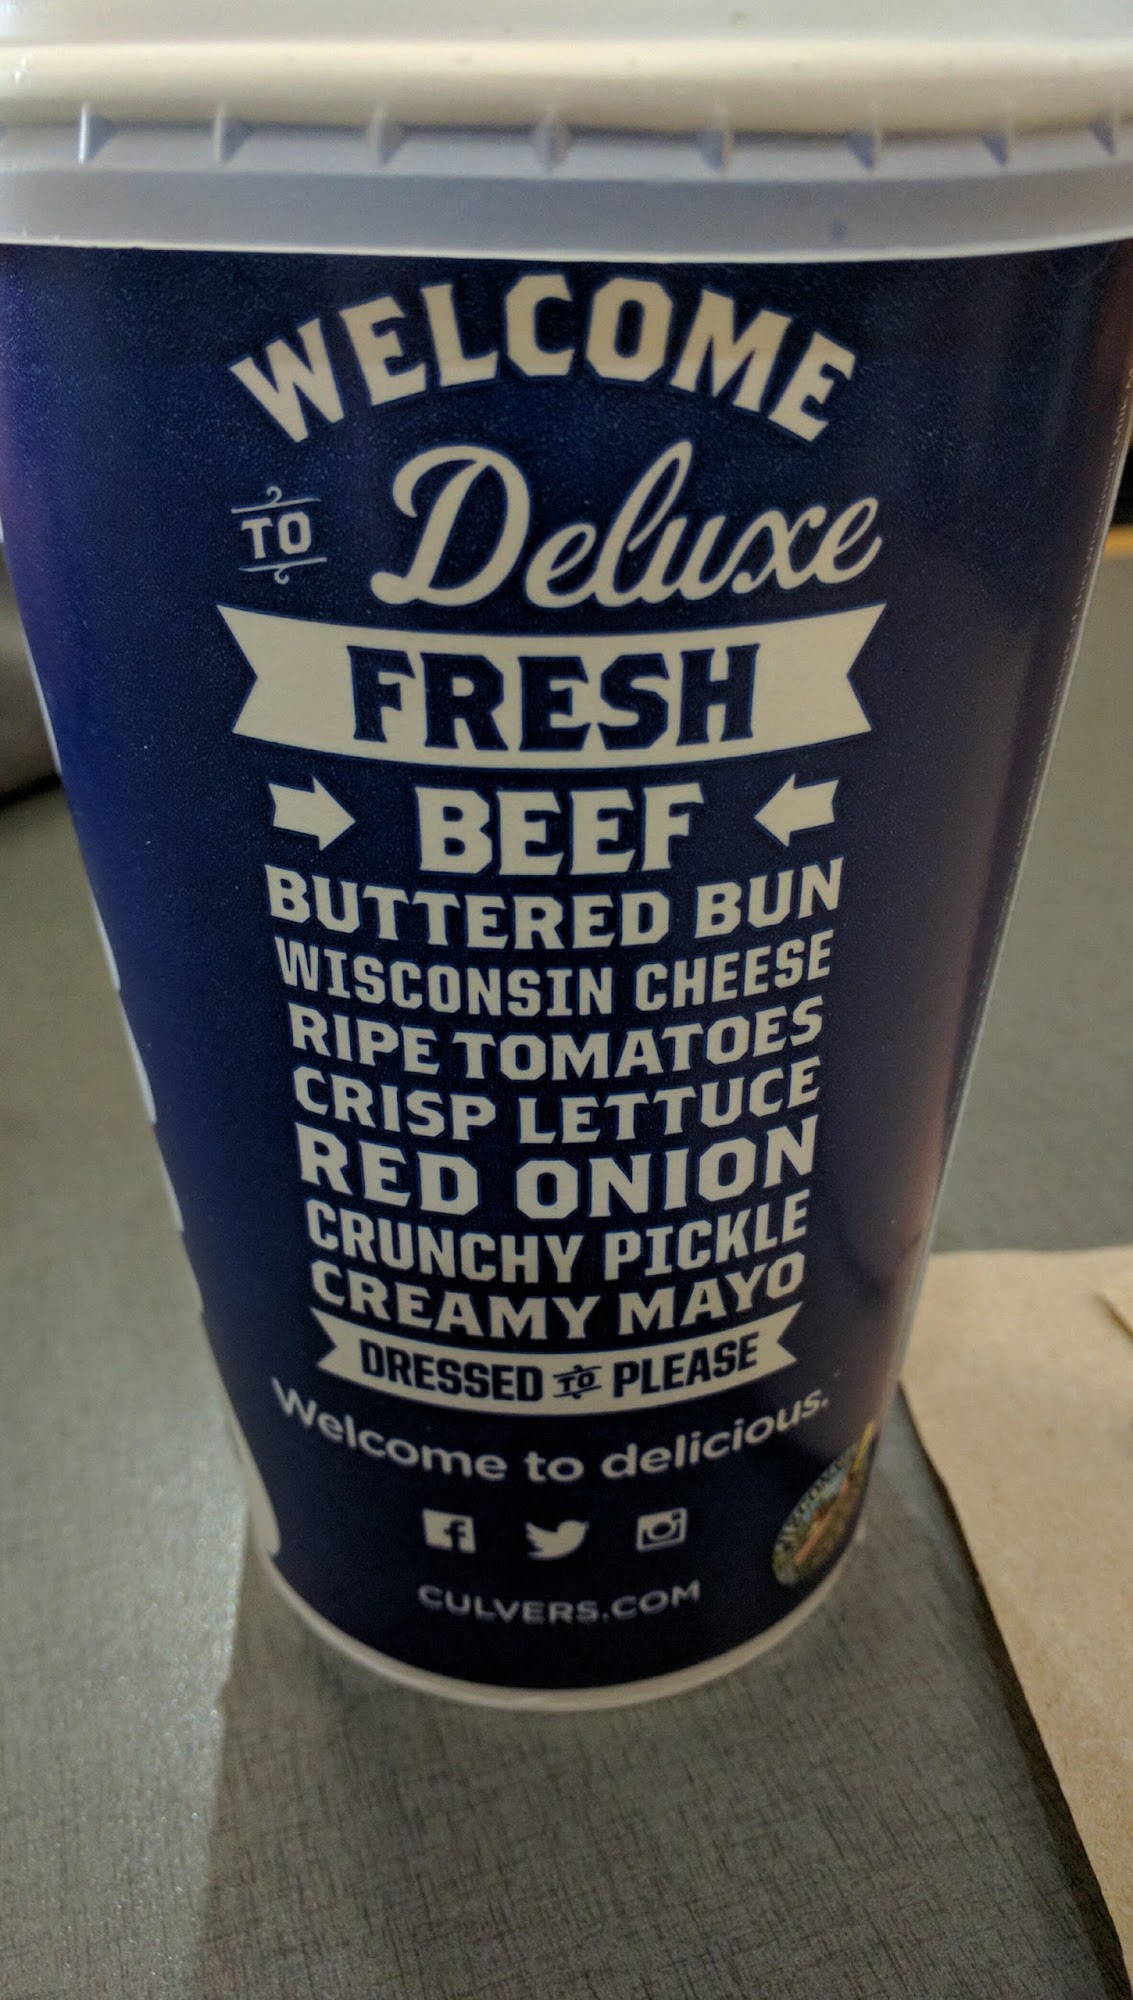 WELCOME
TO Deluxe
FRESH
BEEF
BUTTERED BUN
WISCONSIN CHEESE
RIPE TOMATOES
CRISP LETTUCE
RED ONION
CRUNCHY PICKLE
CREAMY MAYO
DRESSED TO PLEASE
Welcome to delicious.
CULVERS.COM